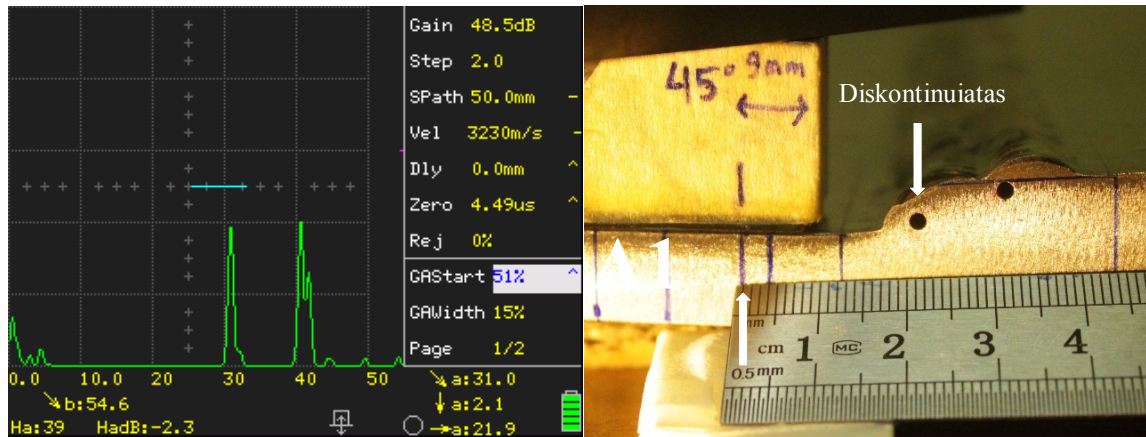 Gain 48.5dB
Step 2.0
SPath 50.0mm –
Vel 3230m/s –
Dly 0.0mm ^
Zero 4.49us ^
Rej 0%
GAStart 51% ^
GAWidth 15%
Page 1/2
0.0 10.0 20 30 40 50
↘a:31.0
↘b:54.6
↓a:2.1
Ha:39 HadB:-2.3
→a:21.9
45° 9mm
Diskontinuiatas
A1
mm
cm 1 MC 2 3 4
0.5mm